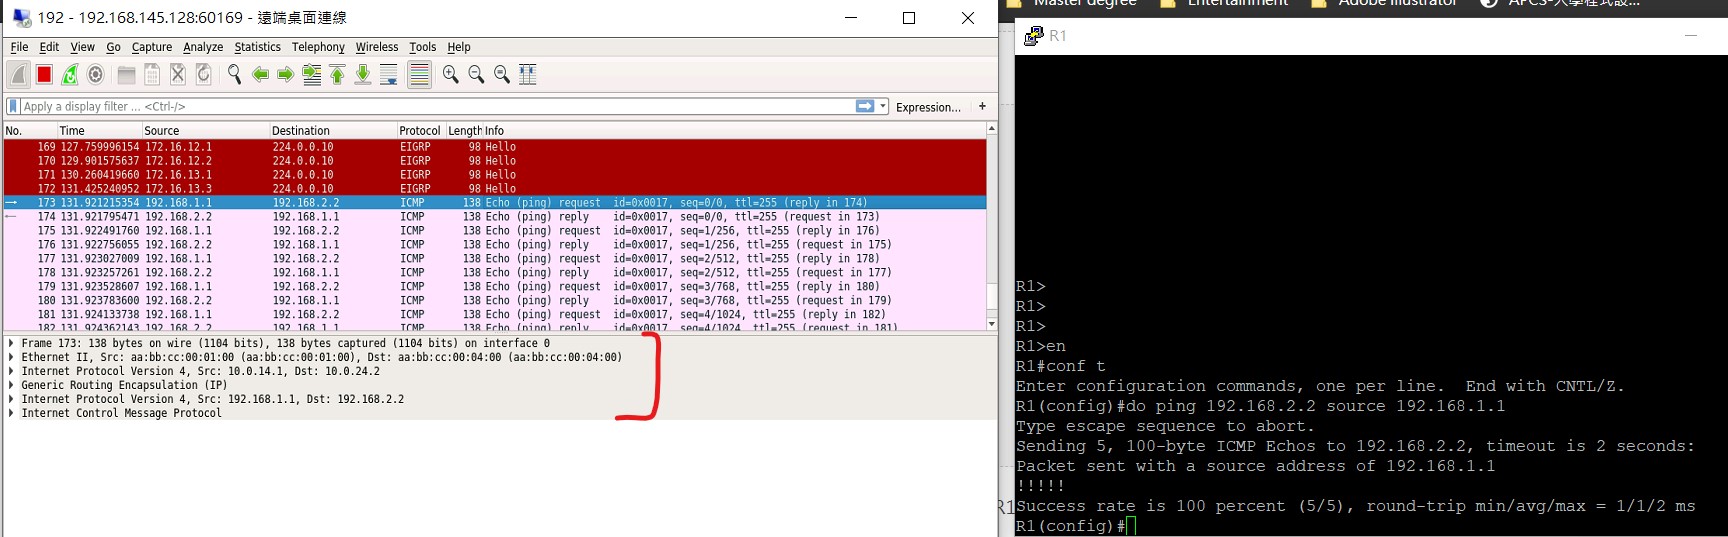 192 - 192.168.145.128:60169 - 遠端桌面連線
File Edit View Go Capture Analyze Statistics Telephony Wireless Tools Help
Apply a display filter ... <Ctrl-/>
Expression... +
No. Time Source Destination Protocol Length Info
169 127.759996154 172.16.12.1 224.0.0.10 EIGRP 98 Hello
170 129.901575637 172.16.12.2 224.0.0.10 EIGRP 98 Hello
171 130.260419660 172.16.13.1 224.0.0.10 EIGRP 98 Hello
172 131.425240952 172.16.13.3 224.0.0.10 EIGRP 98 Hello
173 131.921215354 192.168.1.1 192.168.2.2 ICMP 138 Echo (ping) request id=0x0017, seq=0/0, ttl=255 (reply in 174)
174 131.921795471 192.168.2.2 192.168.1.1 ICMP 138 Echo (ping) reply id=0x0017, seq=0/0, ttl=255 (request in 173)
175 131.922491760 192.168.1.1 192.168.2.2 ICMP 138 Echo (ping) request id=0x0017, seq=1/256, ttl=255 (reply in 176)
176 131.922756055 192.168.2.2 192.168.1.1 ICMP 138 Echo (ping) reply id=0x0017, seq=1/256, ttl=255 (request in 175)
177 131.923027009 192.168.1.1 192.168.2.2 ICMP 138 Echo (ping) request id=0x0017, seq=2/512, ttl=255 (reply in 178)
178 131.923257261 192.168.2.2 192.168.1.1 ICMP 138 Echo (ping) reply id=0x0017, seq=2/512, ttl=255 (request in 177)
179 131.923528607 192.168.1.1 192.168.2.2 ICMP 138 Echo (ping) request id=0x0017, seq=3/768, ttl=255 (reply in 180)
180 131.923783600 192.168.2.2 192.168.1.1 ICMP 138 Echo (ping) reply id=0x0017, seq=3/768, ttl=255 (request in 179)
181 131.924133738 192.168.1.1 192.168.2.2 ICMP 138 Echo (ping) request id=0x0017, seq=4/1024, ttl=255 (reply in 182)
182 131.924362143 192.168.2.2 192.168.1.1 ICMP 138 Echo (ping) reply id=0x0017, seq=4/1024, ttl=255 (request in 181)
Frame 173: 138 bytes on wire (1104 bits), 138 bytes captured (1104 bits) on interface 0
Ethernet II, Src: aa:bb:cc:00:01:00 (aa:bb:cc:00:01:00), Dst: aa:bb:cc:00:04:00 (aa:bb:cc:00:04:00)
Internet Protocol Version 4, Src: 10.0.14.1, Dst: 10.0.24.2
Generic Routing Encapsulation (IP)
Internet Protocol Version 4, Src: 192.168.1.1, Dst: 192.168.2.2
Internet Control Message Protocol
Master degree Entertainment Adobe Illustrator APCS-大學程式設...
R1
R1>
R1>
R1>
R1>en
R1#conf t
Enter configuration commands, one per line.  End with CNTL/Z.
R1(config)#do ping 192.168.2.2 source 192.168.1.1
Type escape sequence to abort.
Sending 5, 100-byte ICMP Echos to 192.168.2.2, timeout is 2 seconds:
Packet sent with a source address of 192.168.1.1
!!!!!
Success rate is 100 percent (5/5), round-trip min/avg/max = 1/1/2 ms
R1(config)#
R1